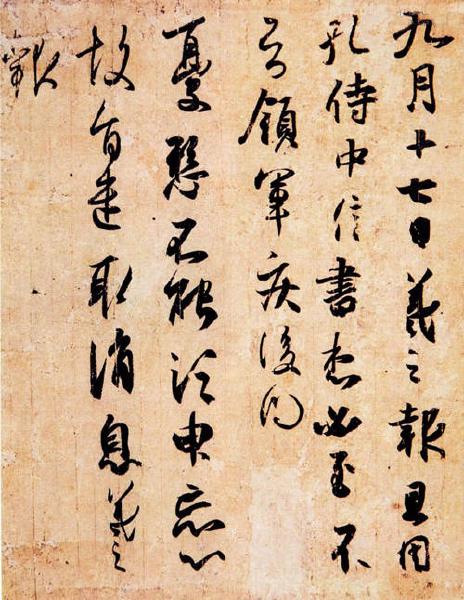 九月十七日羲之報且因
孔侍中信書想必至不
知領軍疾後問
憂懸不能須臾忘心
故旨遣取消息羲之
報